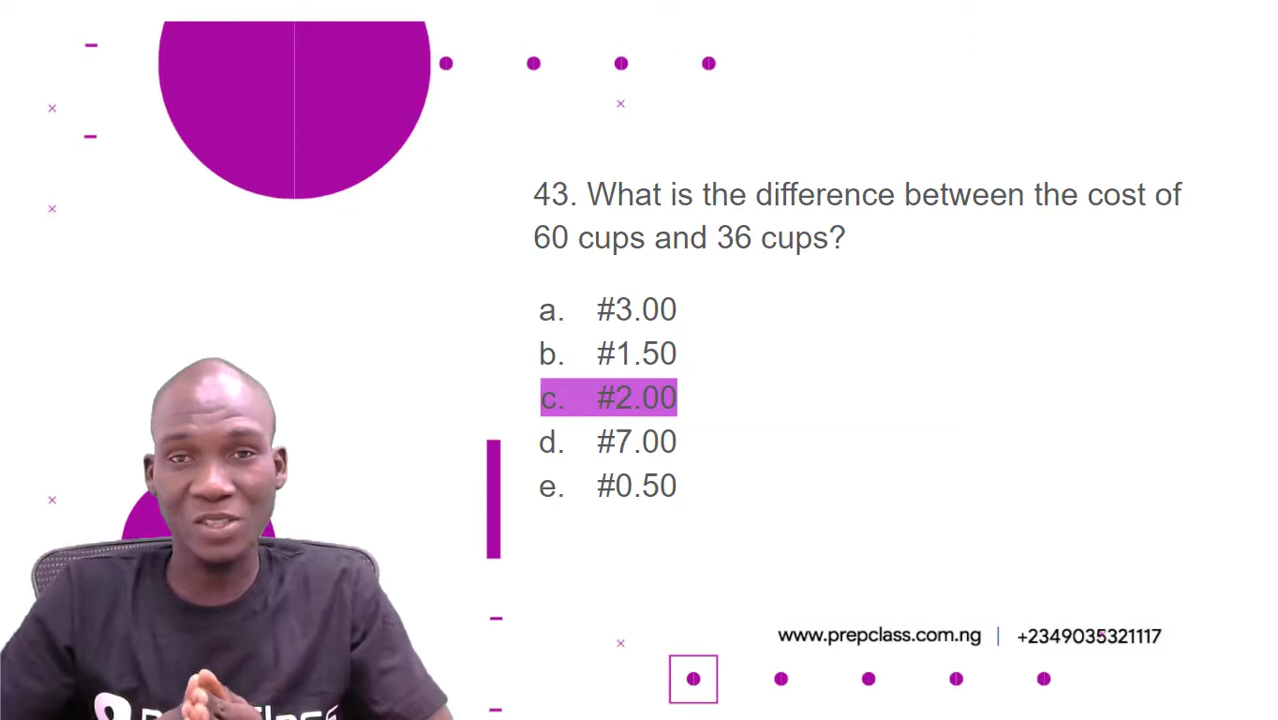 43. What is the difference between the cost of
60 cups and 36 cups?
a. #3.00
b. #1.50
c. #2.00
d. #7.00
e. #0.50
www.prepclass.com.ng | +2349035321117